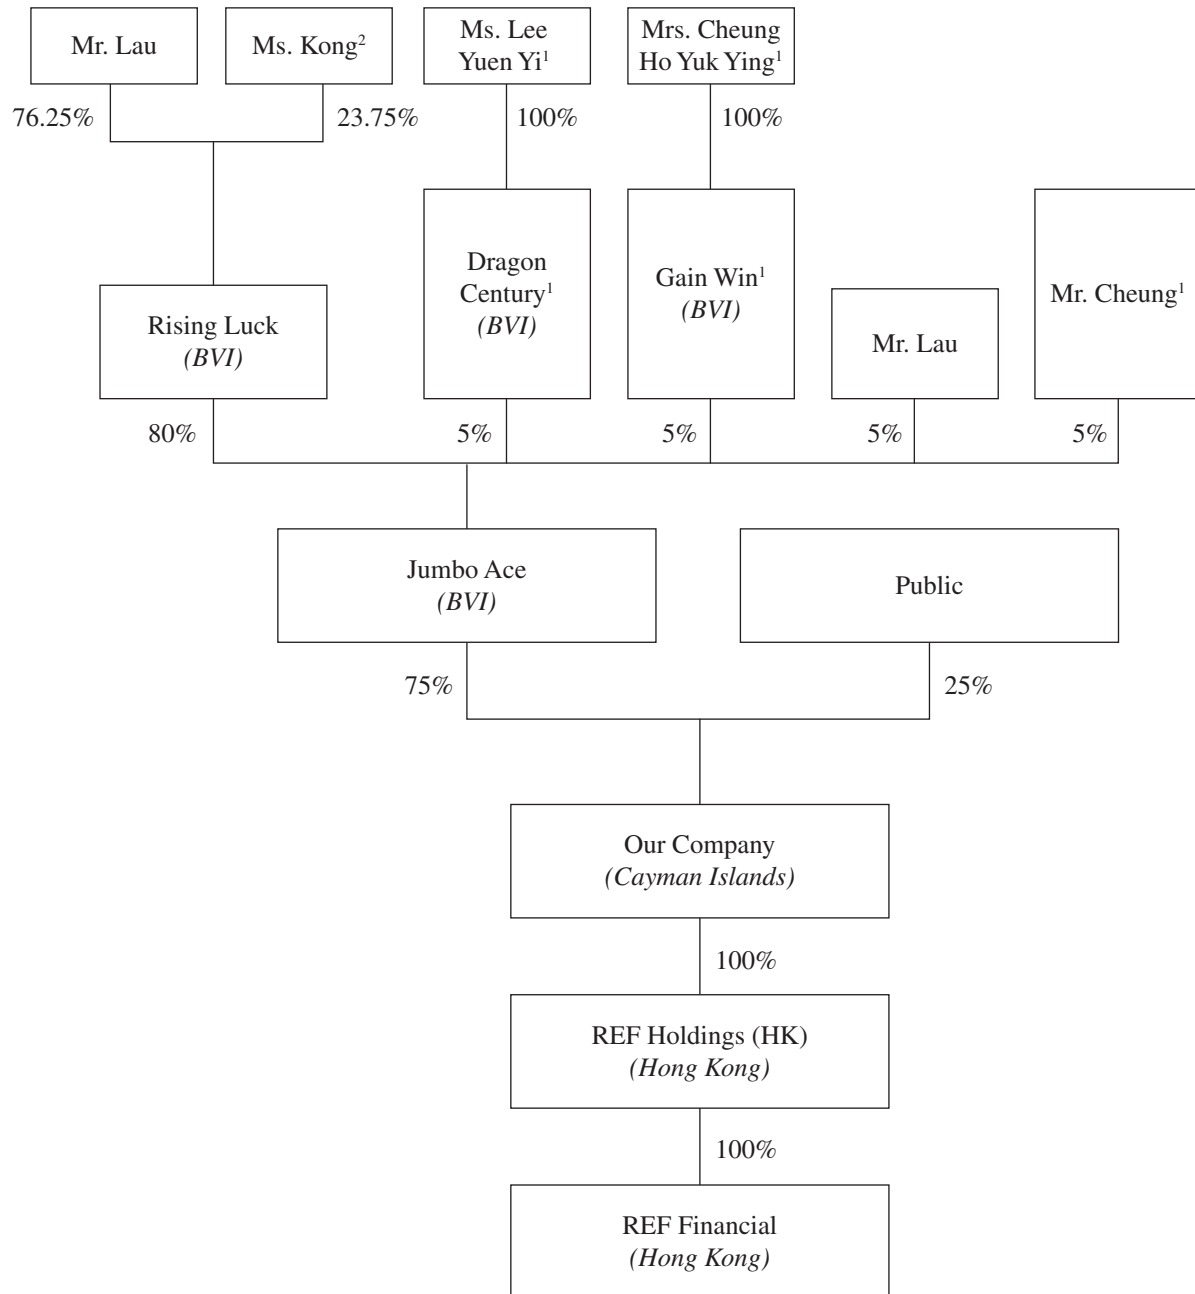 Mr. Lau
Ms. Kong²
Ms. Lee
Yuen Yi¹
Mrs. Cheung
Ho Yuk Ying¹
76.25%
23.75%
100%
100%
Rising Luck
(BVI)
Dragon
Century¹
(BVI)
Gain Win¹
(BVI)
Mr. Lau
Mr. Cheung¹
80%
5%
5%
5%
5%
Jumbo Ace
(BVI)
Public
75%
25%
Our Company
(Cayman Islands)
100%
REF Holdings (HK)
(Hong Kong)
100%
REF Financial
(Hong Kong)